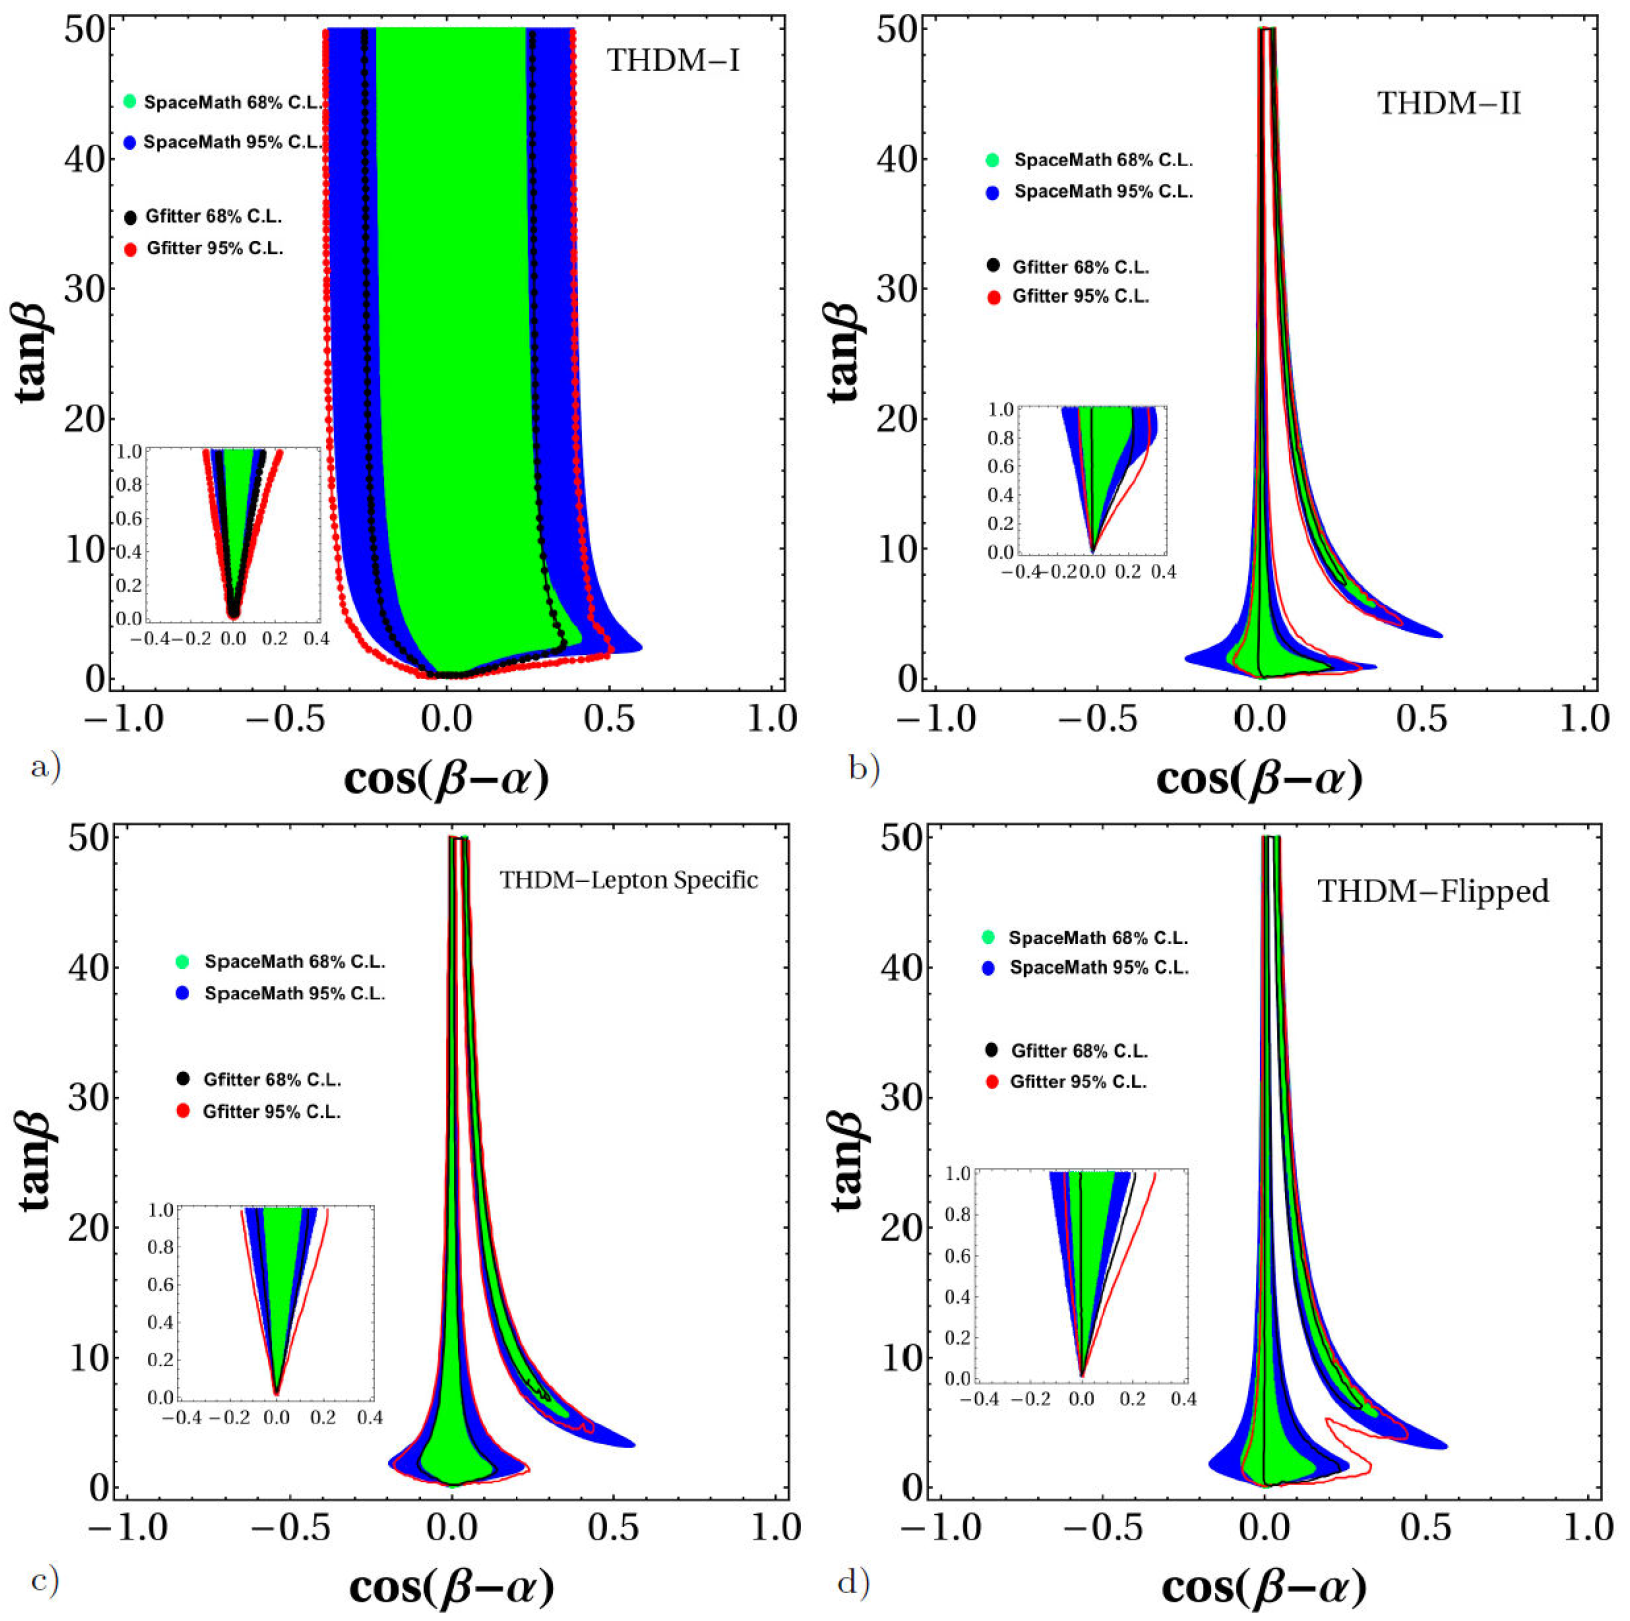 THDM−I
SpaceMath 68% C.L.
SpaceMath 95% C.L.
Gfitter 68% C.L.
Gfitter 95% C.L.
50
40
30
20
10
0
tanβ
1.0
0.8
0.6
0.4
0.2
0.0
−0.4 −0.2 0.0 0.2 0.4
−1.0 −0.5 0.0 0.5 1.0
a)
cos(β−α)
THDM−II
SpaceMath 68% C.L.
SpaceMath 95% C.L.
Gfitter 68% C.L.
Gfitter 95% C.L.
50
40
30
20
10
0
tanβ
1.0
0.8
0.6
0.4
0.2
0.0
−0.4 −0.20 0.0 0.2 0.4
−1.0 −0.5 0.0 0.5 1.0
b)
cos(β−α)
THDM−Lepton Specific
SpaceMath 68% C.L.
SpaceMath 95% C.L.
Gfitter 68% C.L.
Gfitter 95% C.L.
50
40
30
20
10
0
tanβ
1.0
0.8
0.6
0.4
0.2
0.0
−0.4 −0.2 0.0 0.2 0.4
−1.0 −0.5 0.0 0.5 1.0
c)
cos(β−α)
THDM−Flipped
SpaceMath 68% C.L.
SpaceMath 95% C.L.
Gfitter 68% C.L.
Gfitter 95% C.L.
50
40
30
20
10
0
tanβ
1.0
0.8
0.6
0.4
0.2
0.0
−0.4 −0.2 0.0 0.2 0.4
−1.0 −0.5 0.0 0.5 1.0
d)
cos(β−α)